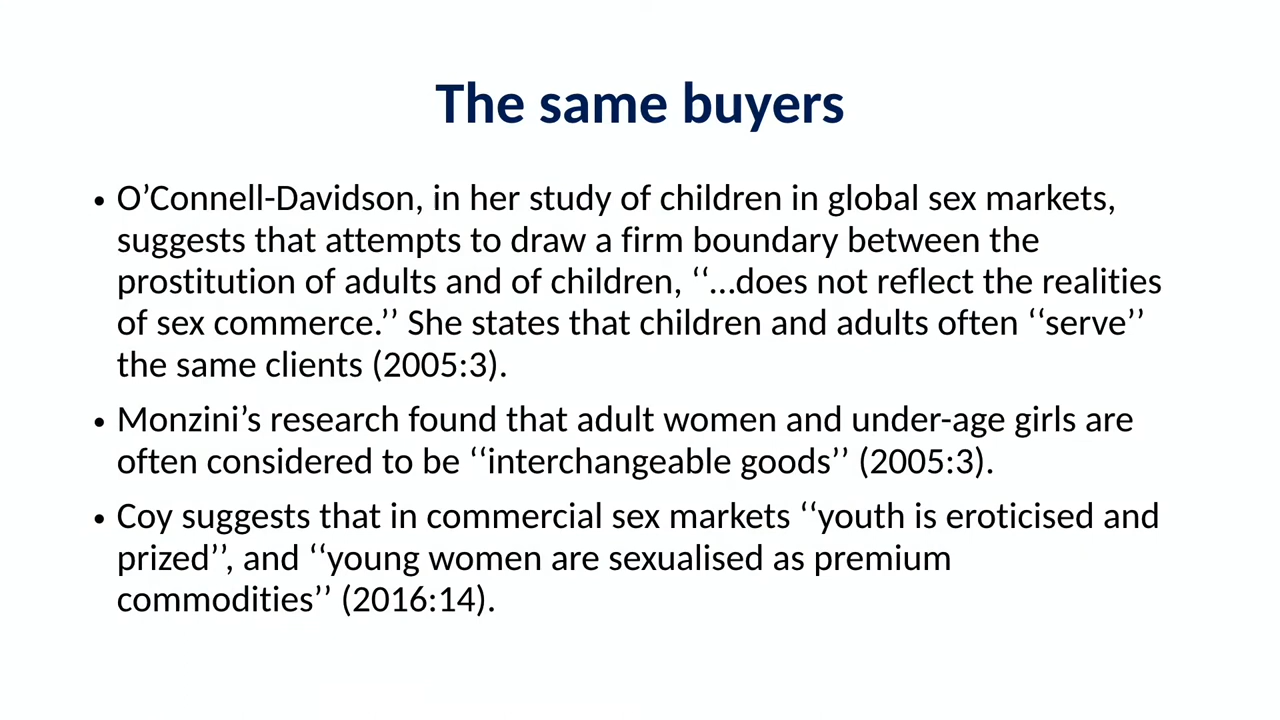 The same buyers
• O’Connell-Davidson, in her study of children in global sex markets,
suggests that attempts to draw a firm boundary between the
prostitution of adults and of children, ‘‘…does not reflect the realities
of sex commerce.’’ She states that children and adults often ‘‘serve’’
the same clients (2005:3).
• Monzini’s research found that adult women and under-age girls are
often considered to be ‘‘interchangeable goods’’ (2005:3).
• Coy suggests that in commercial sex markets ‘‘youth is eroticised and
prized’’, and ‘‘young women are sexualised as premium
commodities’’ (2016:14).